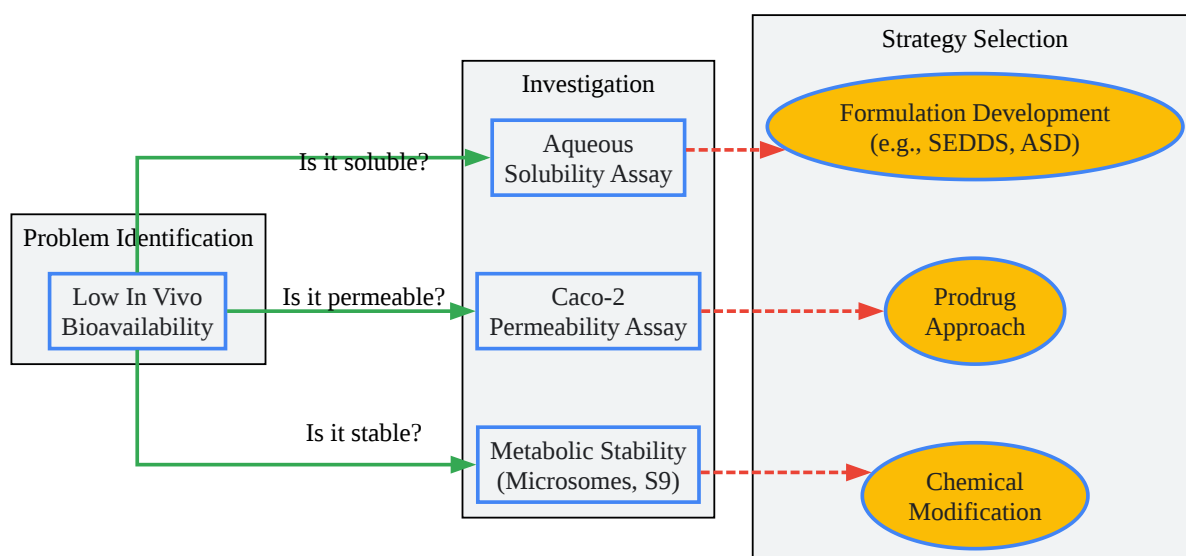 Problem Identification
Low In Vivo
Bioavailability
Is it soluble?
Is it permeable?
Is it stable?
Investigation
Aqueous
Solubility Assay
Caco-2
Permeability Assay
Metabolic Stability
(Microsomes, S9)
Strategy Selection
Formulation Development
(e.g., SEDDS, ASD)
Prodrug
Approach
Chemical
Modification